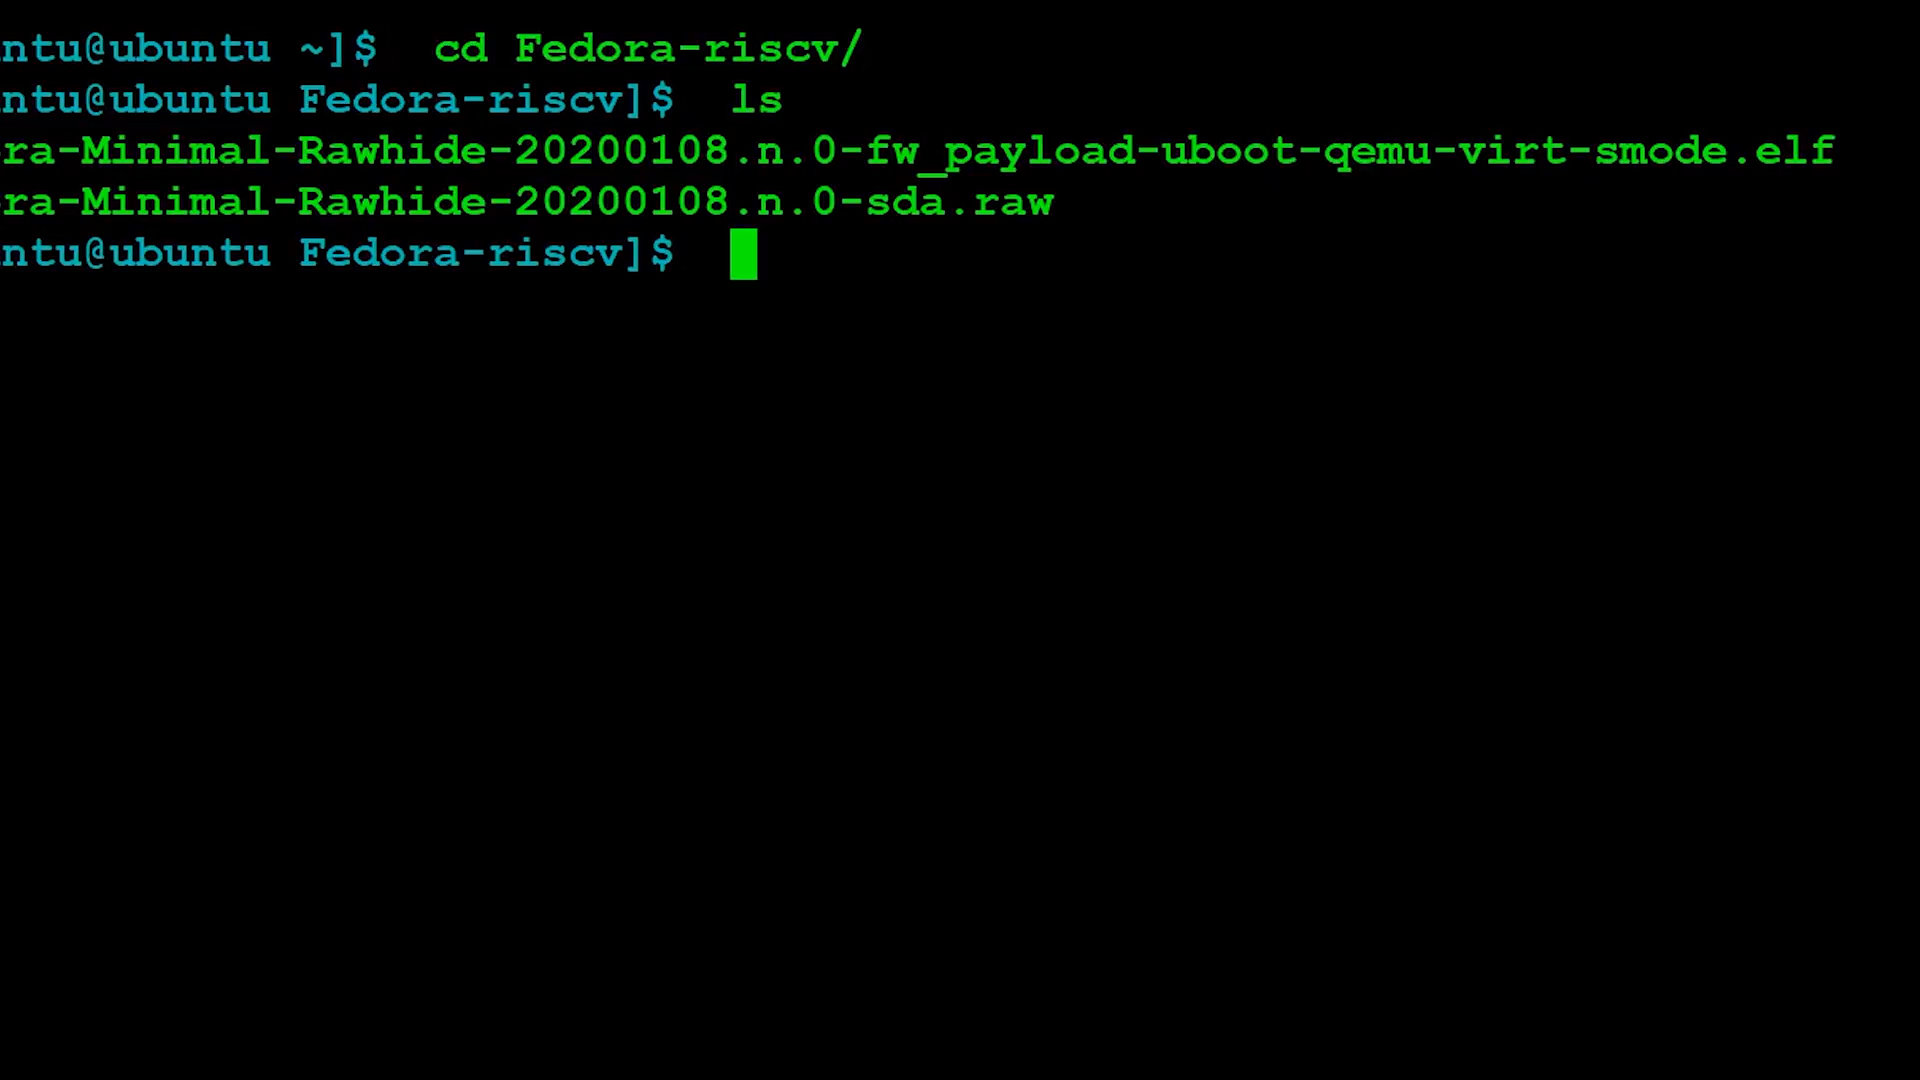 ntu@ubuntu ~]$ cd Fedora-riscv/
ntu@ubuntu Fedora-riscv]$ ls
ra-Minimal-Rawhide-20200108.n.0-fw_payload-uboot-qemu-virt-smode.elf
ra-Minimal-Rawhide-20200108.n.0-sda.raw
ntu@ubuntu Fedora-riscv]$